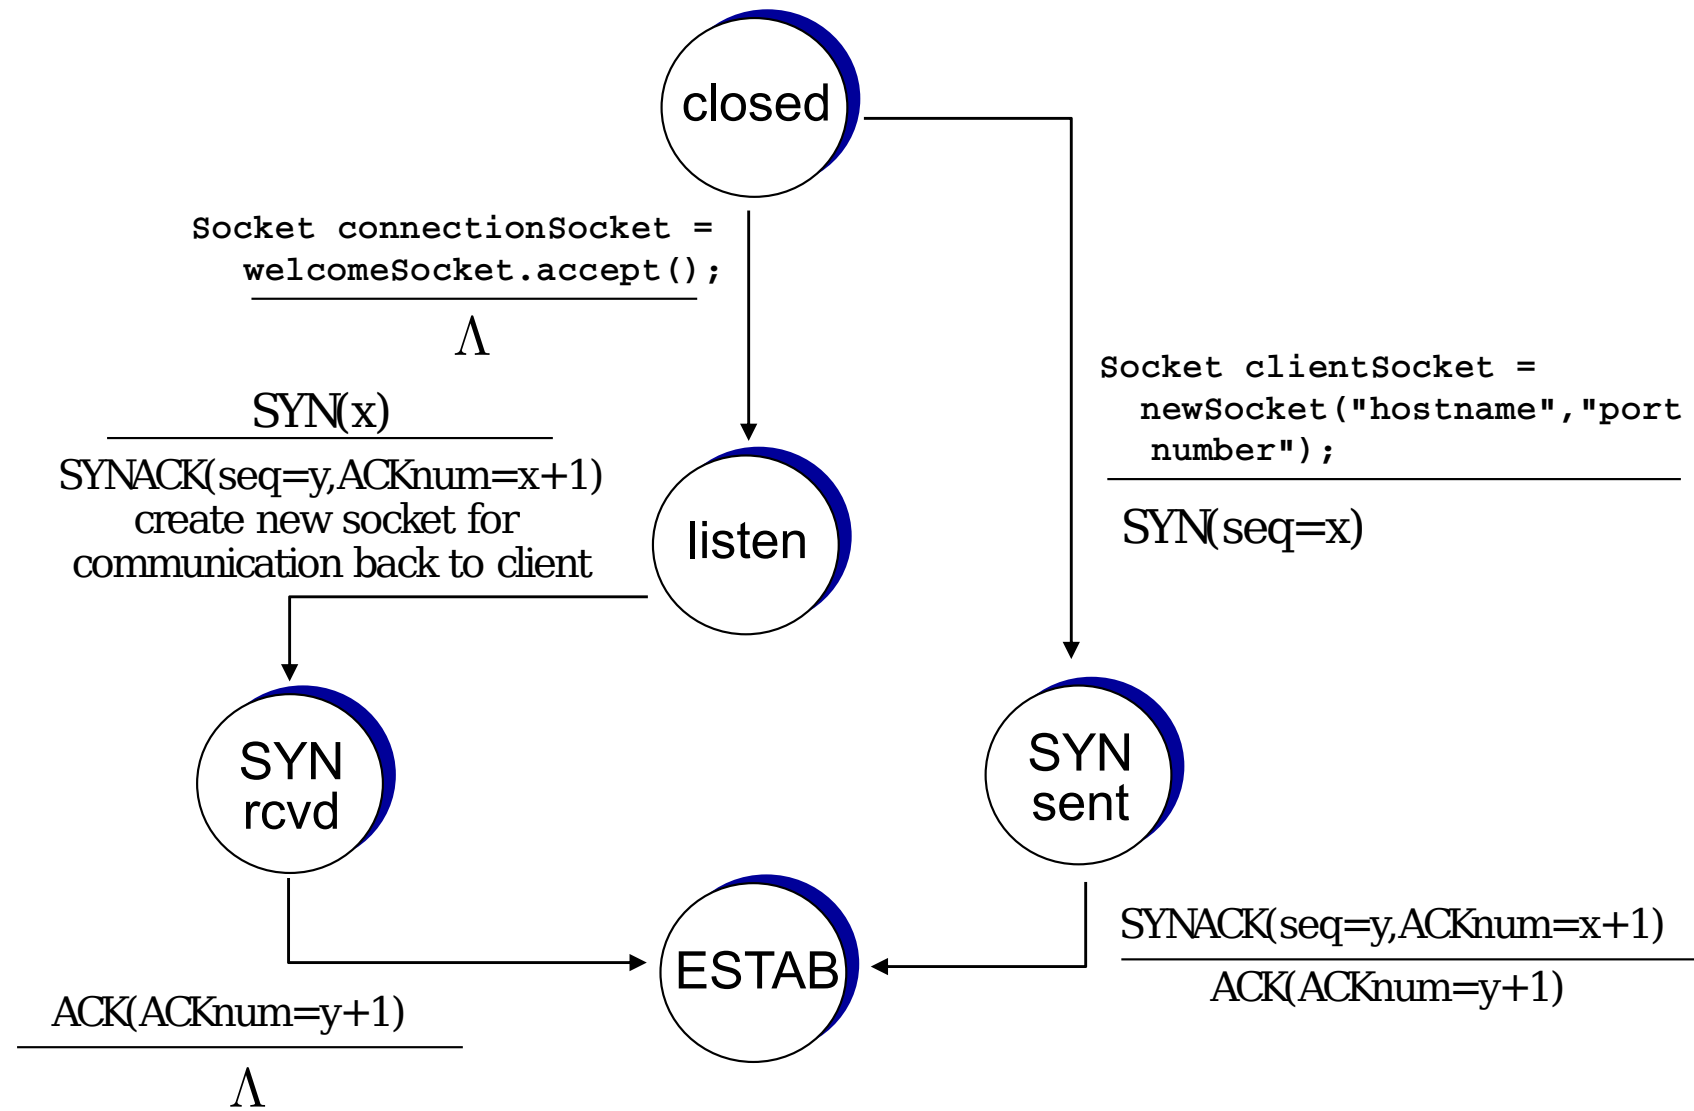 closed
Socket connectionSocket =
welcomeSocket.accept();
Λ
Socket clientSocket =
newSocket("hostname","port
number");
SYN(seq=x)
SYN(x)
SYNACK(seq=y,ACKnum=x+1)
create new socket for
communication back to client
listen
SYN
rcvd
SYN
sent
ESTAB
SYNACK(seq=y,ACKnum=x+1)
ACK(ACKnum=y+1)
ACK(ACKnum=y+1)
Λ